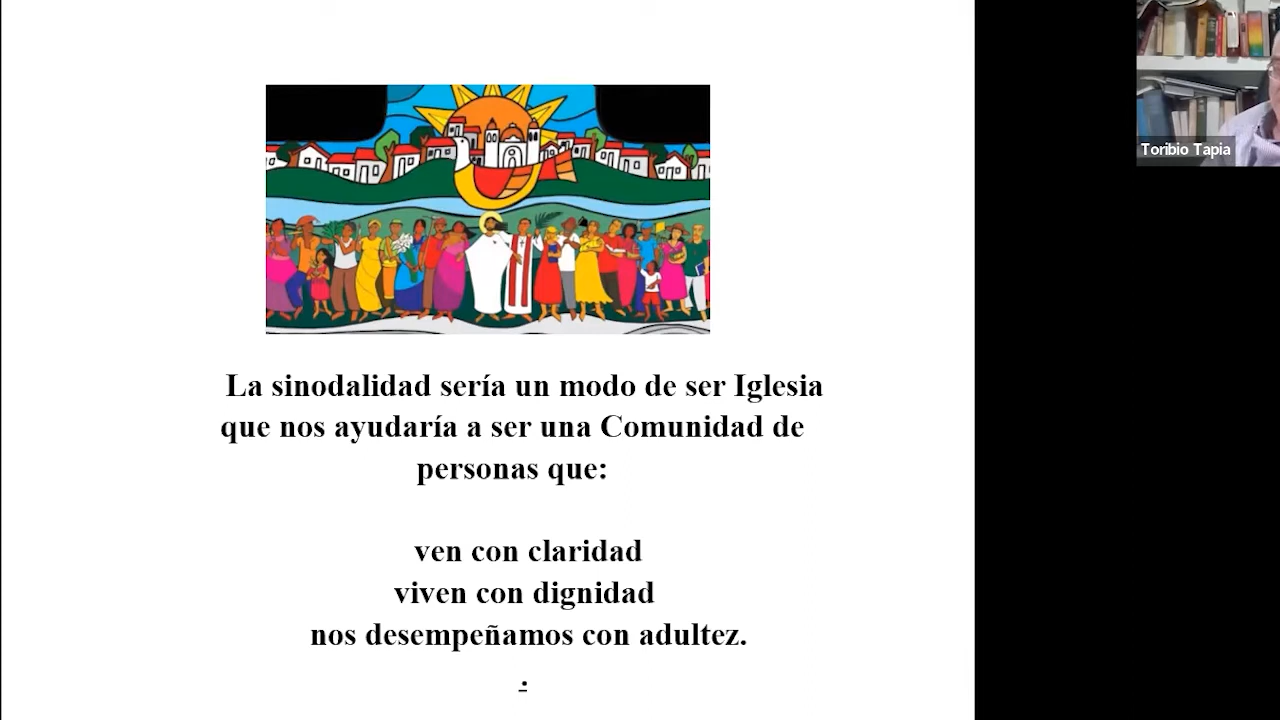 Toribio Tapia
La sinodalidad sería un modo de ser Iglesia
que nos ayudaría a ser una Comunidad de
personas que:
ven con claridad
viven con dignidad
nos desempeñamos con adultez.
.